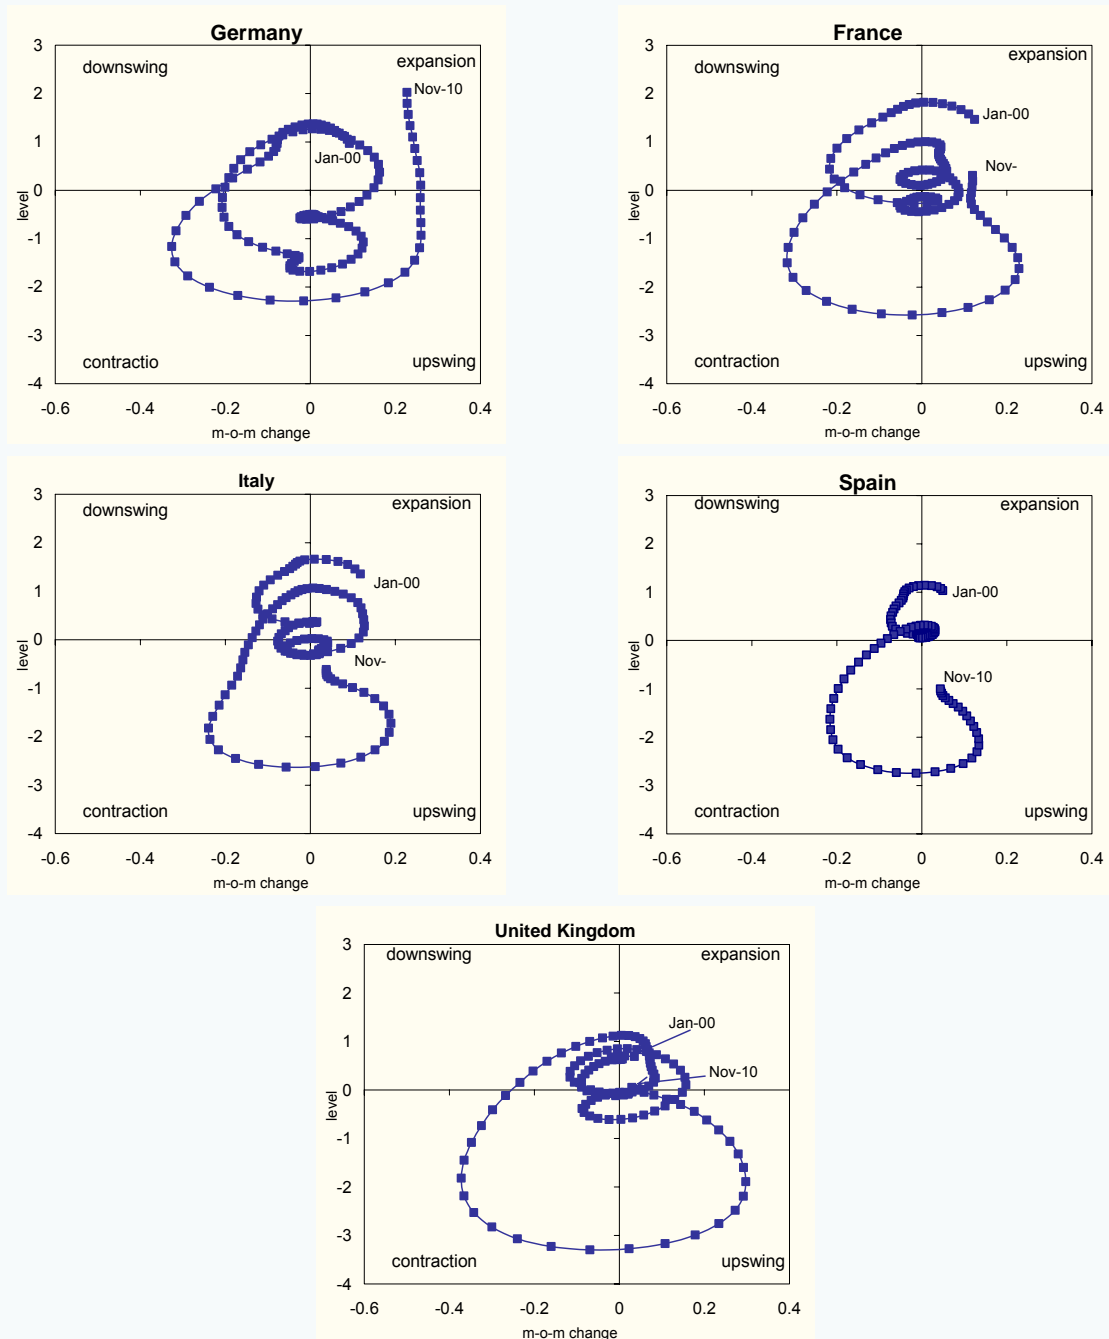 Germany
3
downswing
expansion
2
Nov-10
1
Jan-00
0
level
-1
-2
-3
contractio
upswing
-4
-0.6 -0.4 -0.2 0 0.2 0.4
m-o-m change
France
3
downswing
expansion
2
Jan-00
1
Nov-
0
level
-1
-2
-3
contraction
upswing
-4
-0.6 -0.4 -0.2 0 0.2 0.4
m-o-m change
Italy
3
downswing
expansion
2
Jan-00
1
0
level
Nov-
-1
-2
-3
contraction
upswing
-4
-0.6 -0.4 -0.2 0 0.2 0.4
m-o-m change
Spain
3
downswing
expansion
2
Jan-00
1
0
level
Nov-10
-1
-2
-3
contraction
upswing
-4
-0.6 -0.4 -0.2 0 0.2 0.4
m-o-m change
United Kingdom
3
downswing
expansion
2
Jan-00
1
Nov-10
0
level
-1
-2
-3
contraction
upswing
-4
-0.6 -0.4 -0.2 0 0.2 0.4
m-o-m change